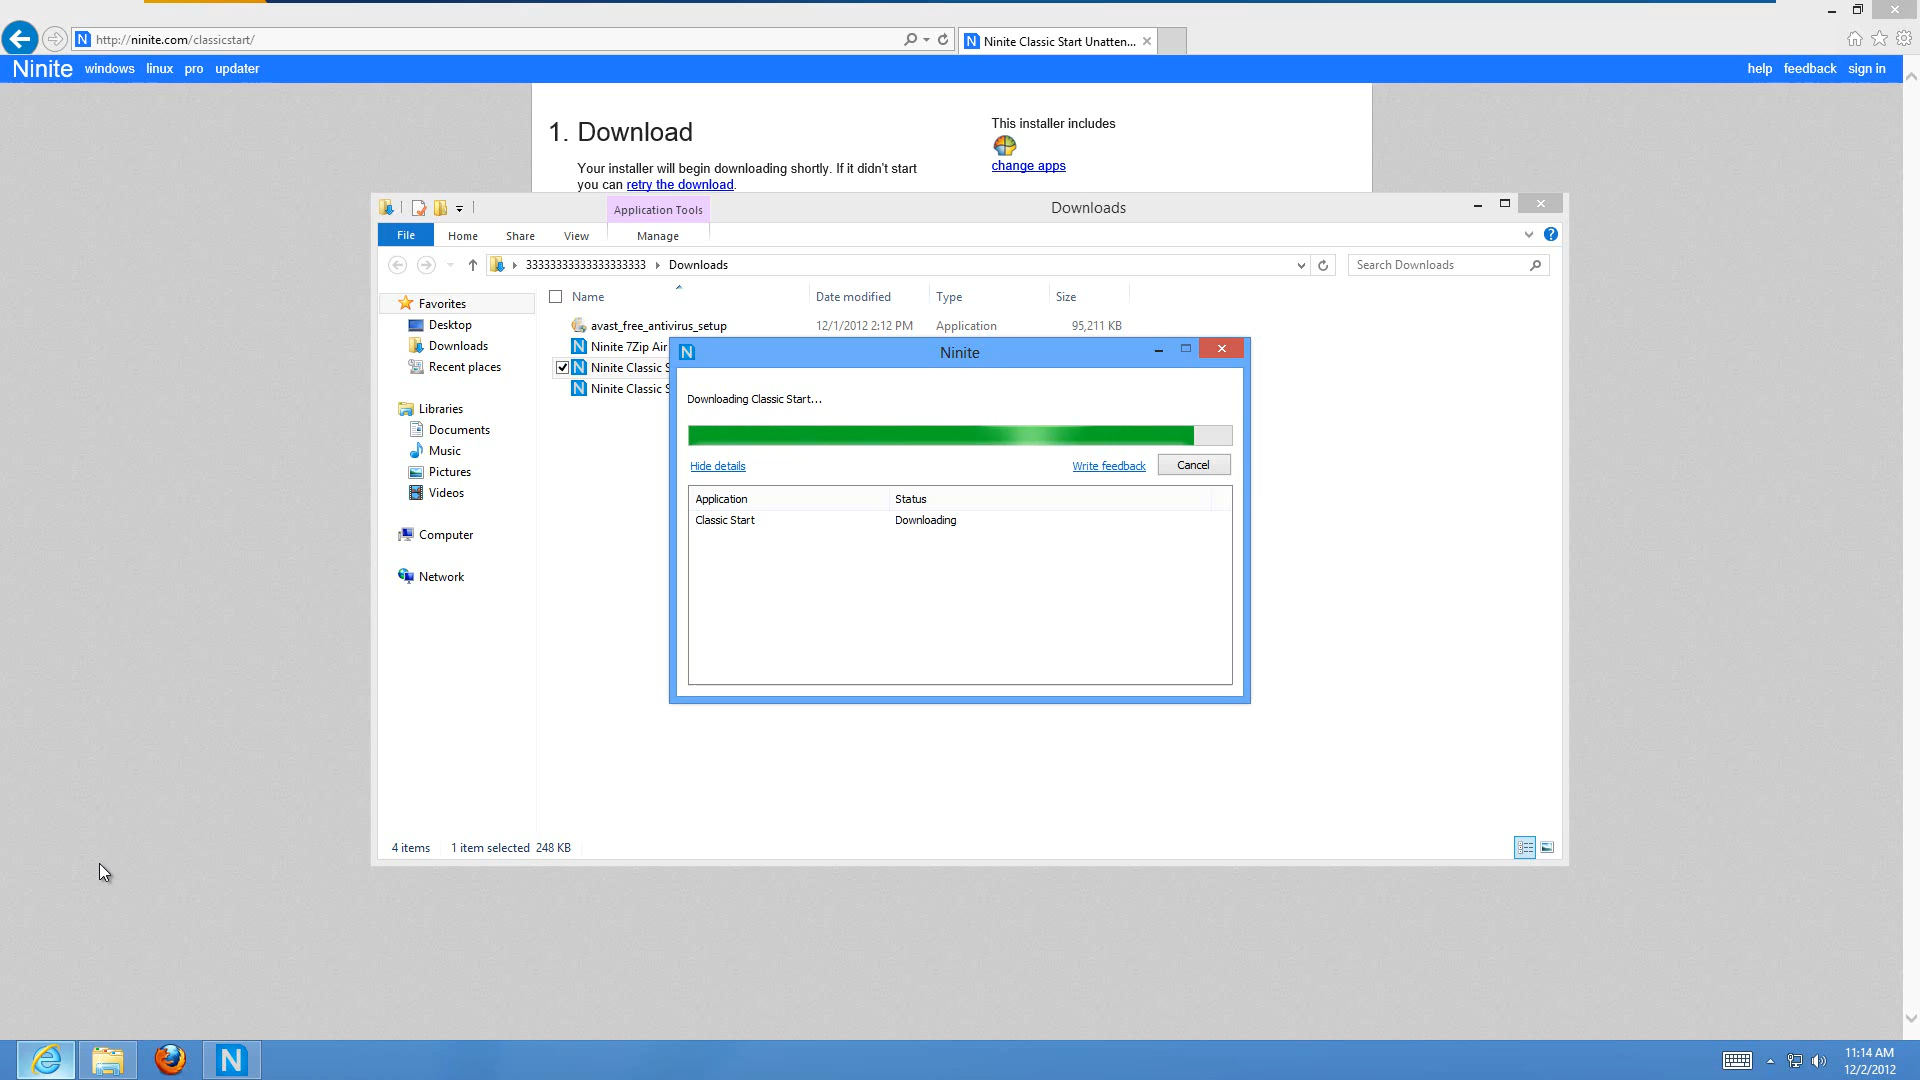 http://ninite.com/classicstart/
Ninite Classic Start Unatten...
Ninite windows linux pro updater
help feedback sign in
1. Download
Your installer will begin downloading shortly. If it didn't start
you can retry the download.
This installer includes
change apps
Application Tools
Downloads
File Home Share View Manage
33333333333333333333 Downloads
Search Downloads
Favorites
Desktop
Downloads
Recent places
Libraries
Documents
Music
Pictures
Videos
Computer
Network
Name Date modified Type Size
avast_free_antivirus_setup 12/1/2012 2:12 PM Application 95,211 KB
Ninite 7Zip Air
Ninite Classic S
Ninite Classic S
Ninite
Downloading Classic Start...
Hide details
Write feedback
Cancel
Application Status
Classic Start Downloading
4 items 1 item selected 248 KB
11:14 AM
12/2/2012